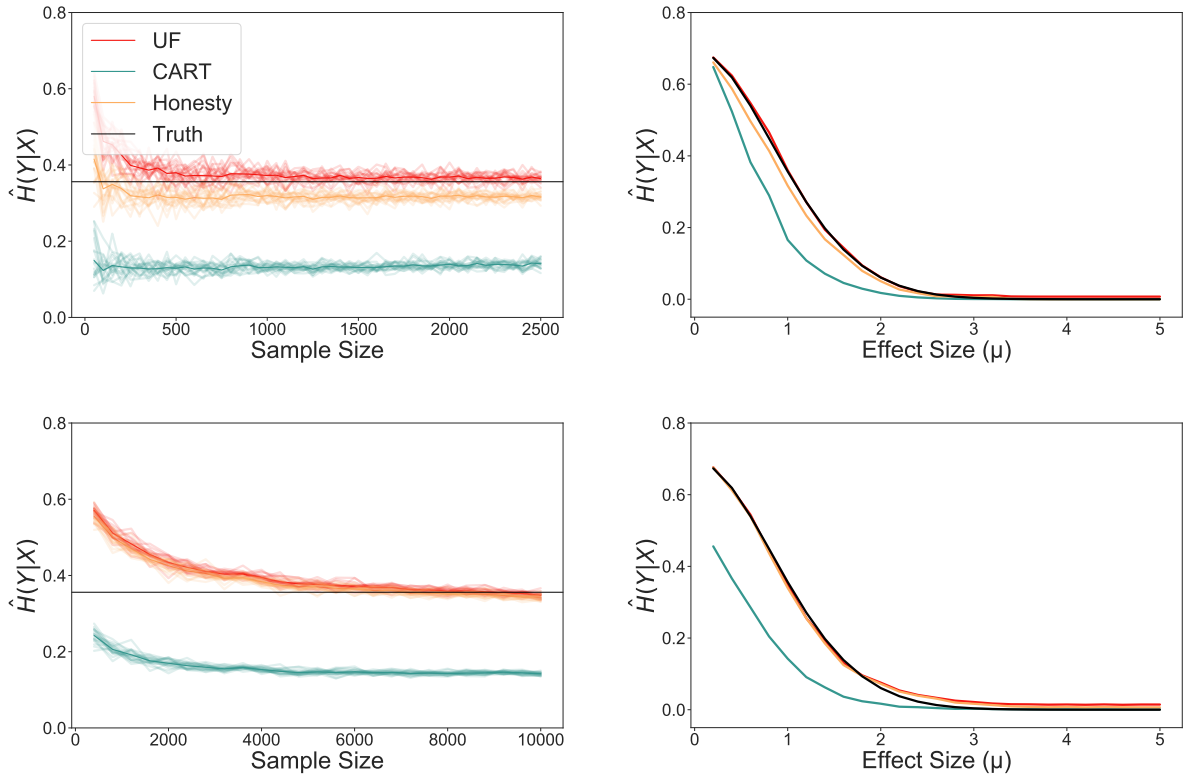 0.8
0.6
0.4
0.2
0.0
Ĥ(Y|X)
UF
CART
Honesty
Truth
0 500 1000 1500 2000 2500
Sample Size
0.8
0.6
0.4
0.2
0.0
Ĥ(Y|X)
0 1 2 3 4 5
Effect Size (μ)
0.8
0.6
0.4
0.2
0.0
Ĥ(Y|X)
0 2000 4000 6000 8000 10000
Sample Size
0.8
0.6
0.4
0.2
0.0
Ĥ(Y|X)
0 1 2 3 4 5
Effect Size (μ)